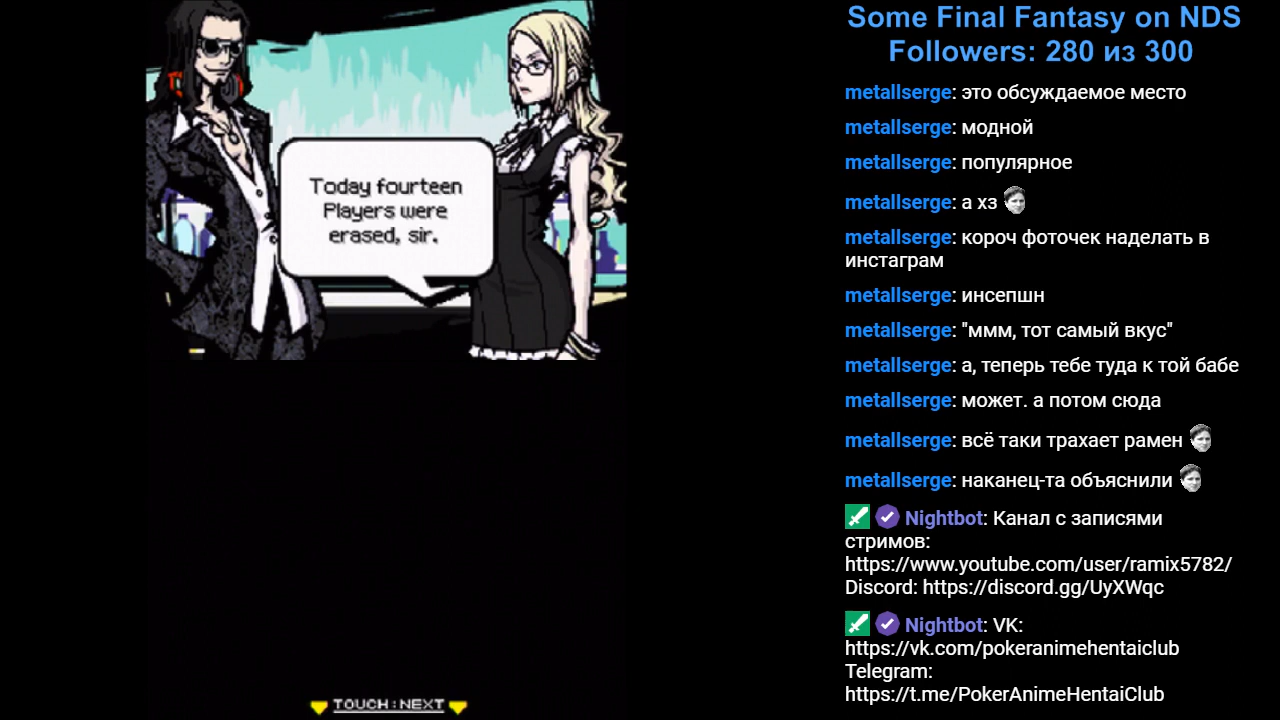 Today fourteen
Players were
erased, sir.
TOUCH:NEXT
Some Final Fantasy on NDS
Followers: 280 из 300
metallserge: это обсуждаемое место
metallserge: модной
metallserge: популярное
metallserge: а хз
metallserge: короч фоточек наделать в
инстаграм
metallserge: инсепшн
metallserge: "ммм, тот самый вкус"
metallserge: а, теперь тебе туда к той бабе
metallserge: может. а потом сюда
metallserge: всё таки трахает рамен
metallserge: наканец-та объяснили
Nightbot: Канал с записями
стримов:
https://www.youtube.com/user/ramix5782/
Discord: https://discord.gg/UyXWqc
Nightbot: VK:
https://vk.com/pokeranimehentaiclub
Telegram:
https://t.me/PokerAnimeHentaiClub